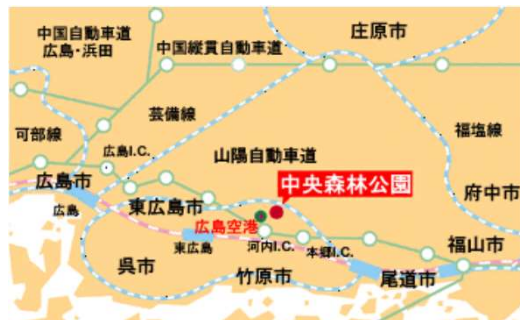 中国自動車道
広島・浜田
庄原市
中国縦貫自動車道
芸備線
福塩線
可部線
広島I.C.
山陽自動車道
中央森林公園
広島市
府中市
広島
東広島市
広島空港
東広島
河内I.C.
本郷I.C.
福山市
呉市
竹原市
尾道市